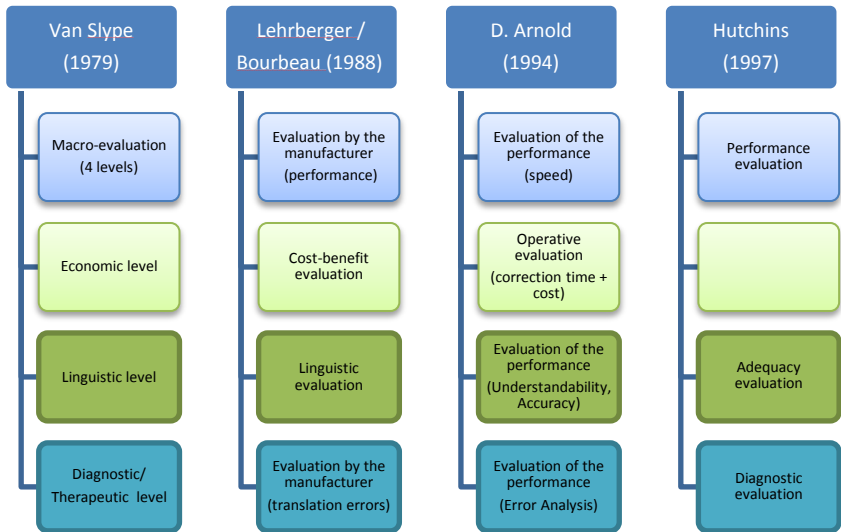 Van Slype
(1979)
Macro-evaluation
(4 levels)
Economic level
Linguistic level
Diagnostic/
Therapeutic level
Lehrberger /
Bourbeau (1988)
Evaluation by the
manufacturer
(performance)
Cost-benefit
evaluation
Linguistic
evaluation
Evaluation by the
manufacturer
(translation errors)
D. Arnold
(1994)
Evaluation of the
performance
(speed)
Operative
evaluation
(correction time +
cost)
Evaluation of the
performance
(Understandability,
Accuracy)
Evaluation of the
performance
(Error Analysis)
Hutchins
(1997)
Performance
evaluation
Adequacy
evaluation
Diagnostic
evaluation